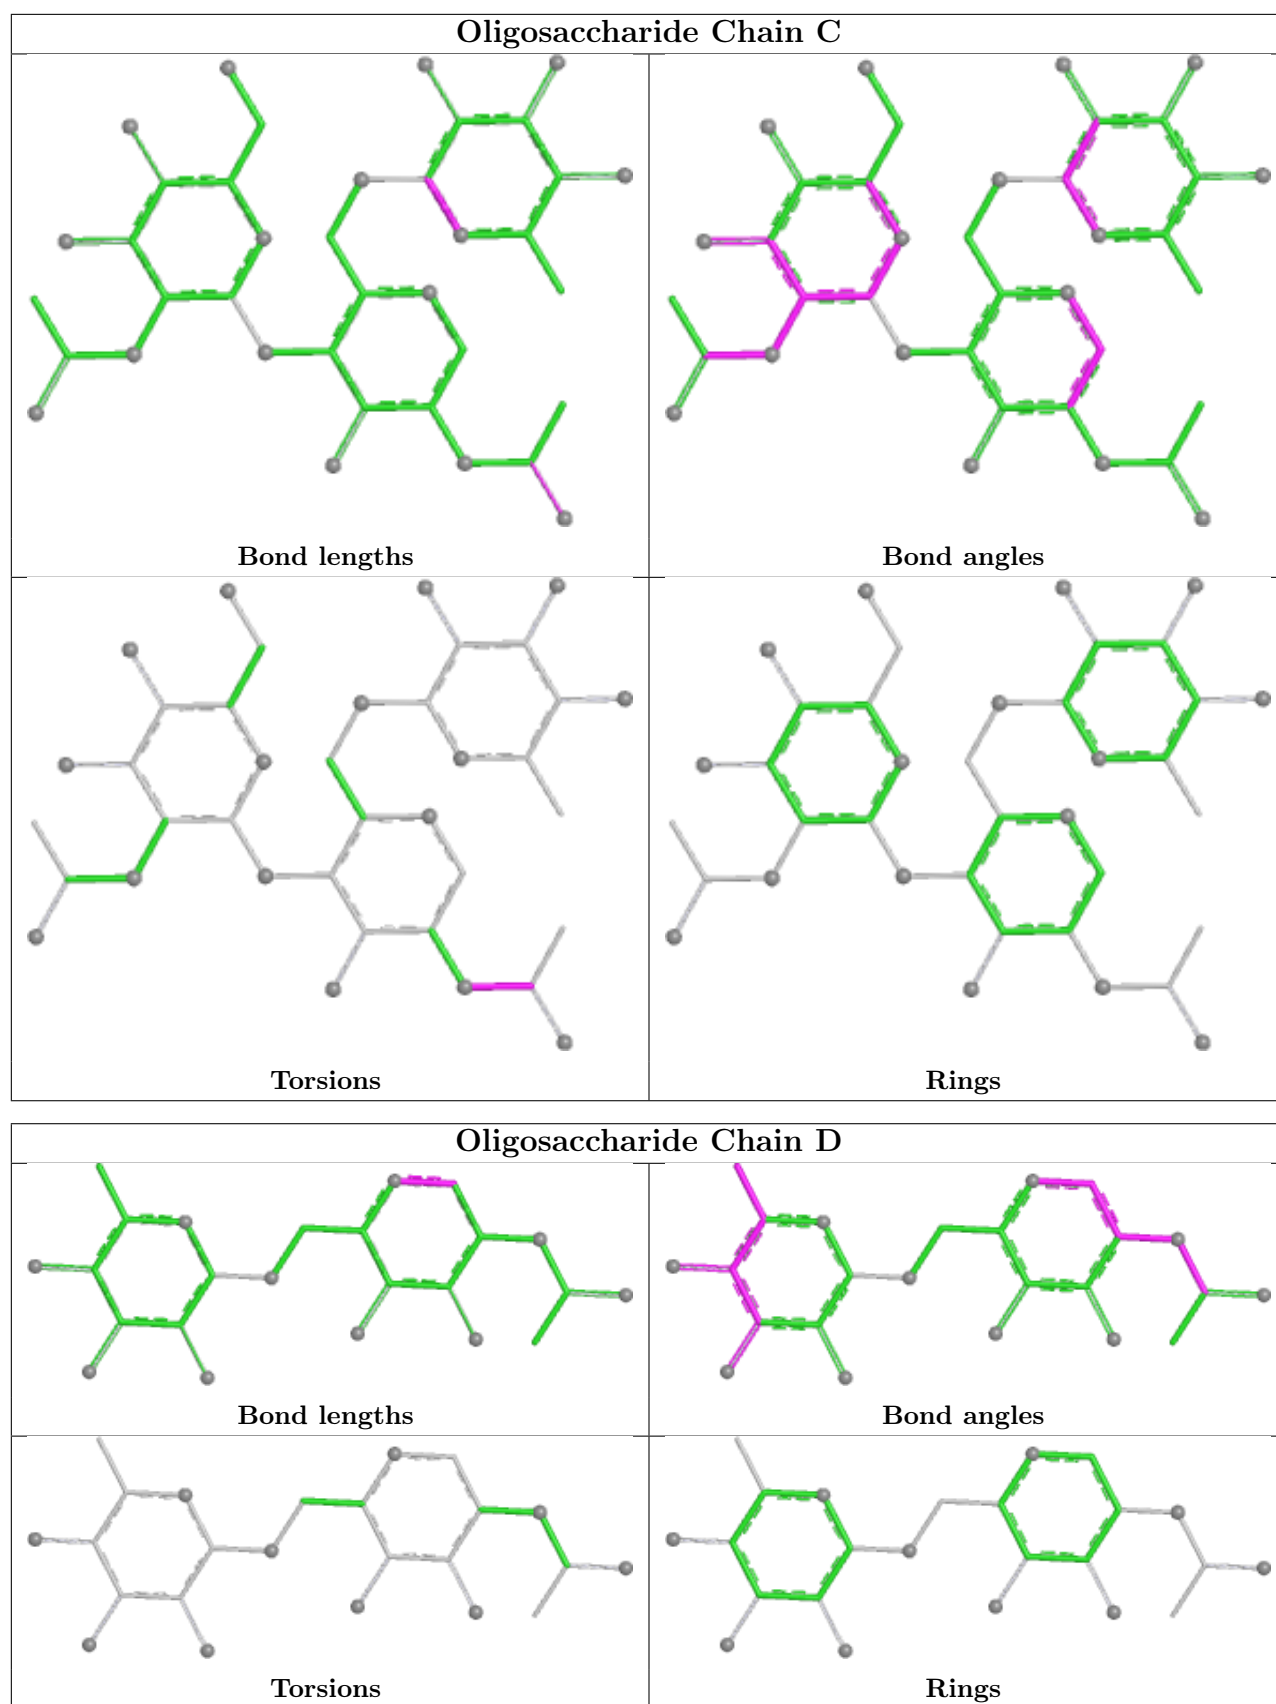 Oligosaccharide Chain C
Bond lengths
Bond angles
Torsions
Rings
Oligosaccharide Chain D
Bond lengths
Bond angles
Torsions
Rings